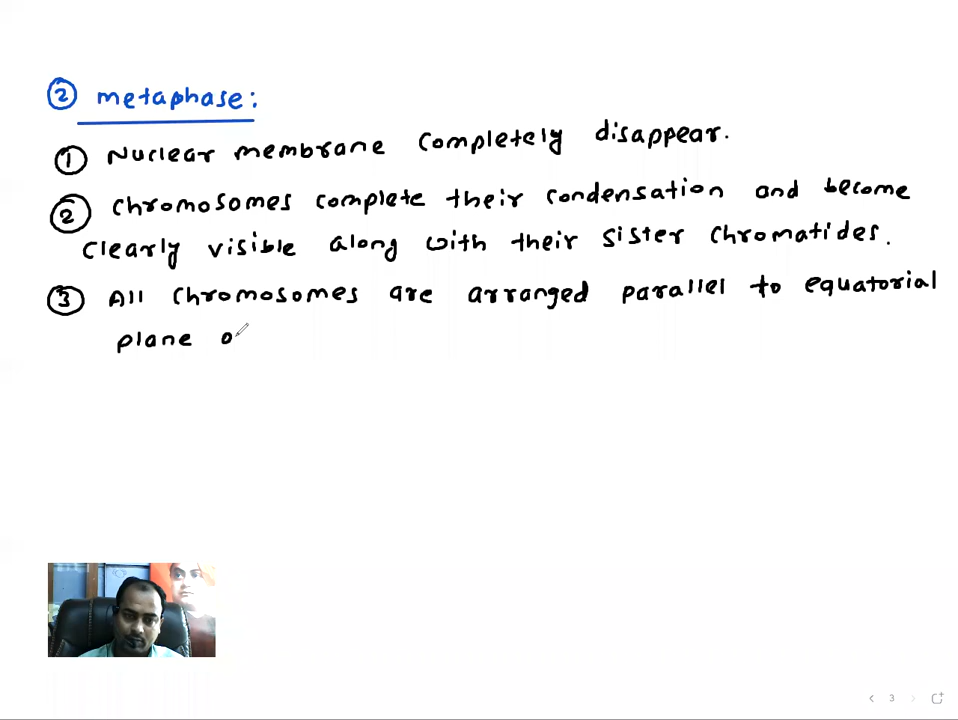 ② metaphase:
① Nuclear membrane completely disappear.
② Chromosomes complete their condensation and become
clearly visible along with their sister chromatides.
③ All chromosomes are arranged parallel to equatorial
plane o
3